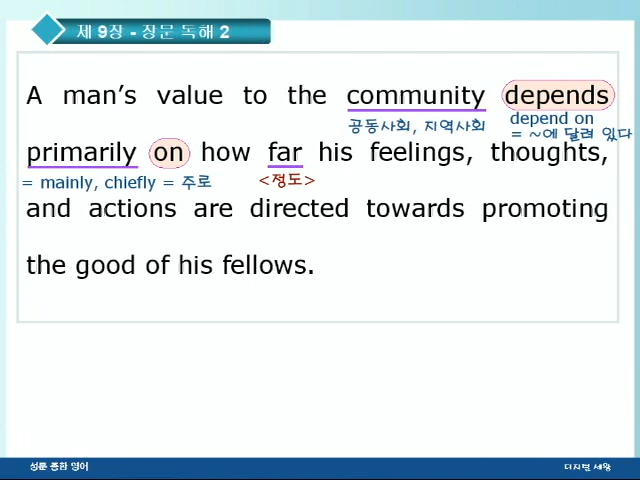 제 9장 - 장문 독해 2
A man's value to the community depends
공동사회, 지역사회
depend on
= ~에 달려 있다
primarily on how far his feelings, thoughts,
= mainly, chiefly = 주로
<정도>
and actions are directed towards promoting
the good of his fellows.
성문 종합 영어
디지털 세왕